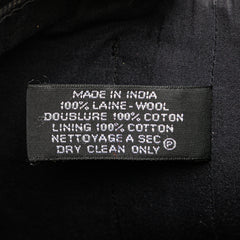 MADE IN INDIA
100% LAINE-WOOL
DOUBLURE 100% COTON
LINING 100% COTTON
NETTOYAGE A SEC
DRY CLEAN ONLY Ⓟ